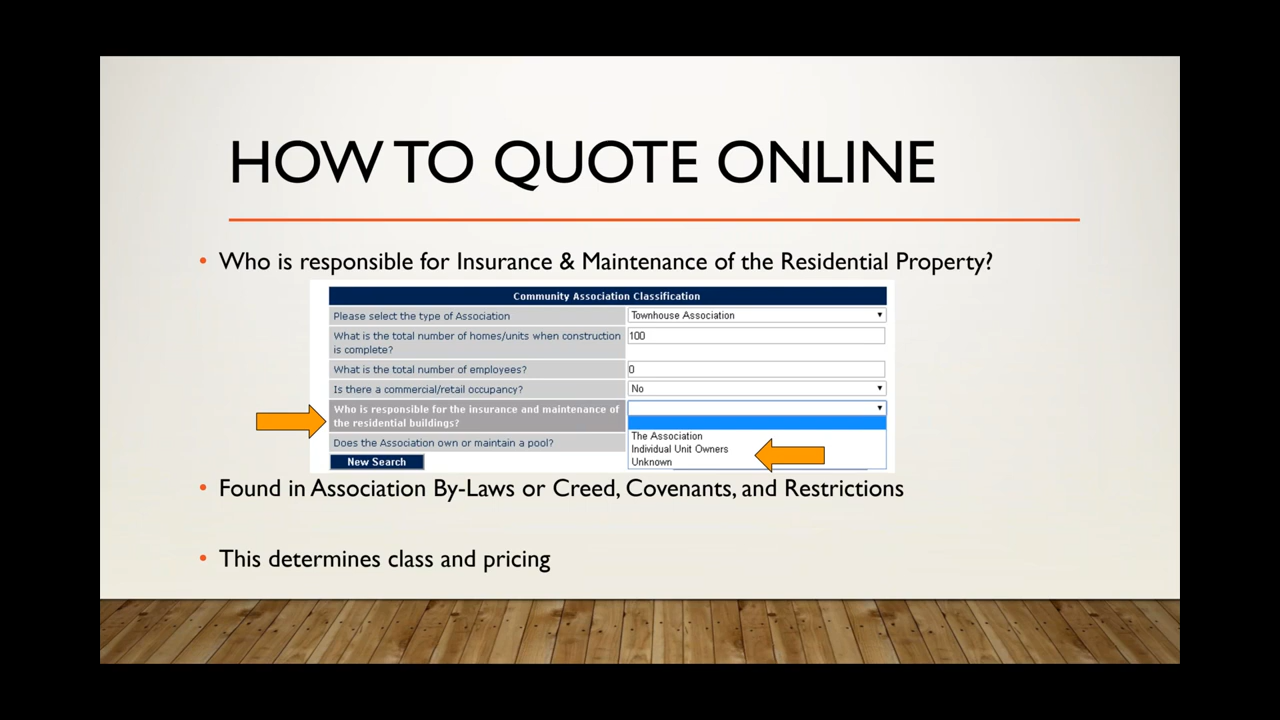 HOW TO QUOTE ONLINE
• Who is responsible for Insurance & Maintenance of the Residential Property?
Community Association Classification
Please select the type of Association Townhouse Association
What is the total number of homes/units when construction is complete? 100
What is the total number of employees? 0
Is there a commercial/retail occupancy? No
Who is responsible for the insurance and maintenance of
the residential buildings?
The Association
Individual Unit Owners
Unknown
Does the Association own or maintain a pool?
New Search
• Found in Association By-Laws or Creed, Covenants, and Restrictions
• This determines class and pricing